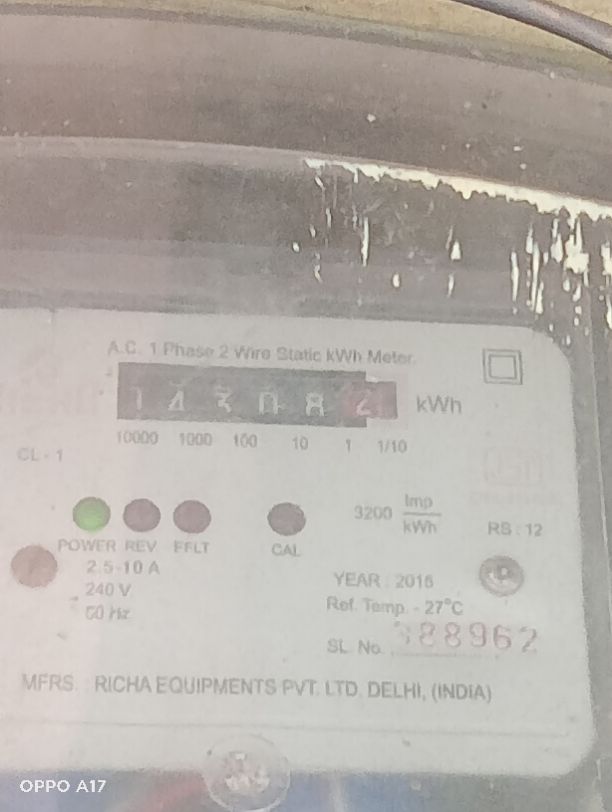 A.C. 1 Phase 2 Wire Static kWh Meter
143082 kWh
10000 1000 100 10 1 1/10
CL - 1
3200 Imp/kWh
RS : 12
POWER REV EFLT CAL
2.5-10 A
240 V
50 Hz
YEAR : 2016
Ref. Temp. - 27°C
SL. No. 88962
MFRS. : RICHA EQUIPMENTS PVT. LTD. DELHI, (INDIA)
OPPO A17